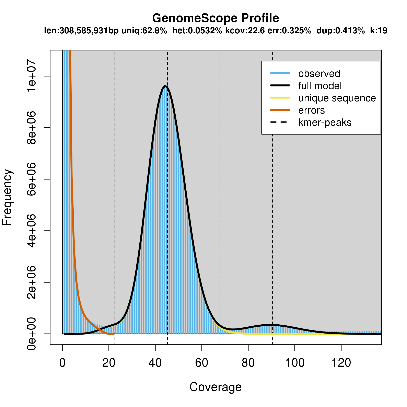 GenomeScope Profile
len:308,585,931bp uniq:62.8% het:0.0532% kcov:22.6 err:0.325% dup:0.413% k:19
observed
full model
unique sequence
errors
kmer-peaks
Frequency
0e+00
2e+06
4e+06
6e+06
8e+06
1e+07
0 20 40 60 80 100 120
Coverage